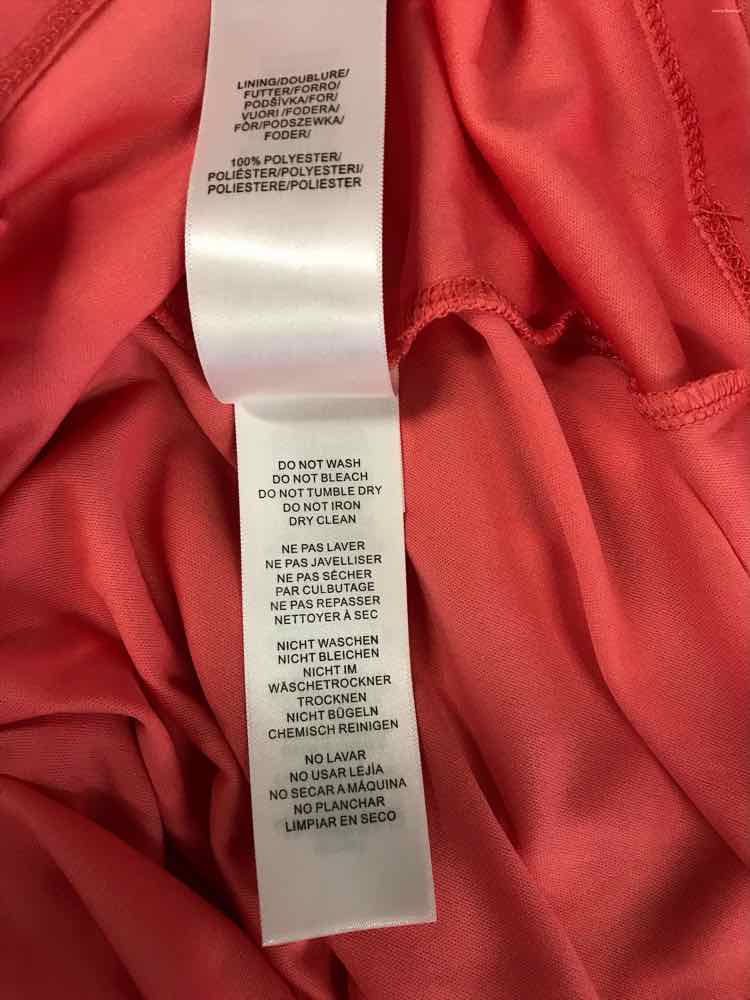 LINING/DOUBLURE/
FUTTER/FORRO/
PODŠÍVKA/FOR/
VUORI /FODERA/
FÔR/PODSZEWKA/
FODER/
100% POLYESTER/
POLIÉSTER/POLYESTERI/
POLIESTERE/POLIESTER
DO NOT WASH
DO NOT BLEACH
DO NOT TUMBLE DRY
DO NOT IRON
DRY CLEAN
NE PAS LAVER
NE PAS JAVELLISER
NE PAS SÉCHER
PAR CULBUTAGE
NE PAS REPASSER
NETTOYER À SEC
NICHT WASCHEN
NICHT BLEICHEN
NICHT IM
WÄSCHETROCKNER
TROCKNEN
NICHT BÜGELN
CHEMISCH REINIGEN
NO LAVAR
NO USAR LEJÍA
NO SECAR A MÁQUINA
NO PLANCHAR
LIMPIAR EN SECO